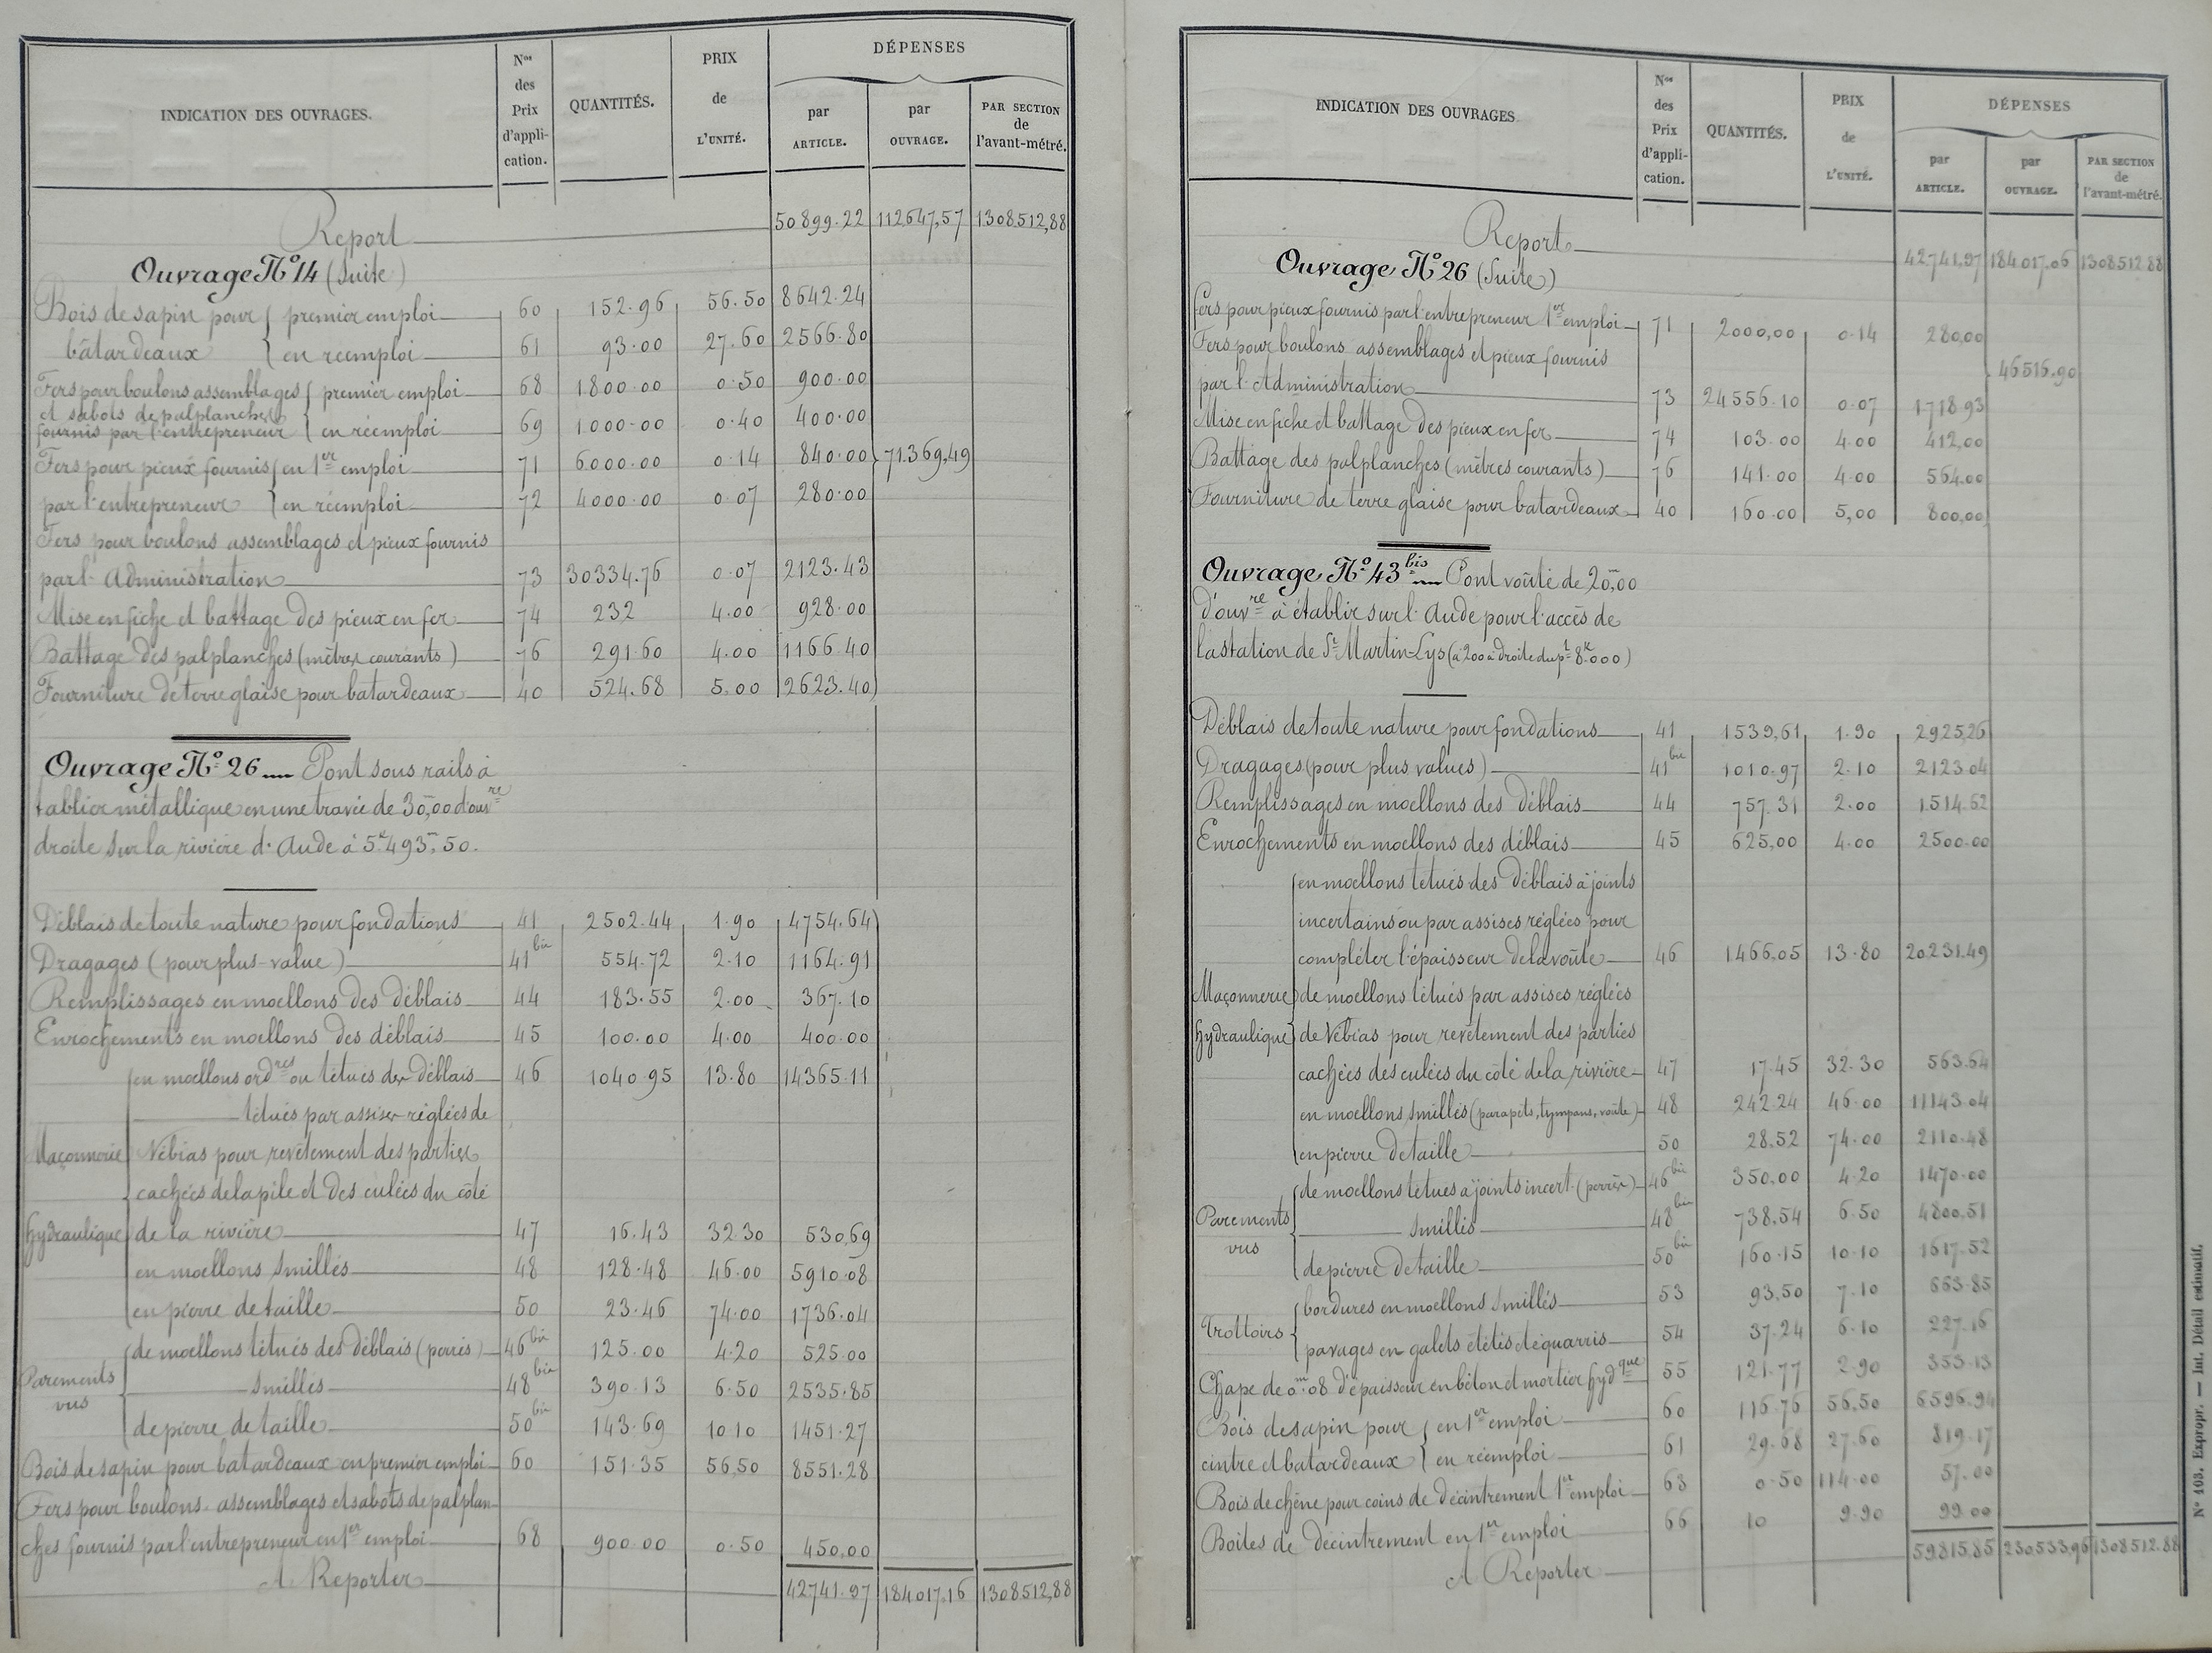 INDICATION DES OUVRAGES.
Nos des Prix d'application.
QUANTITÉS.
PRIX de L'UNITÉ.
DÉPENSES
par ARTICLE.
par OUVRAGE.
PAR SECTION de l'avant-métré.
Report 50899.22 112647,57 1308512,88
Ouvrage N° 14 (Suite)
Bois de sapin pour { premier emploi 60 152.96 56.50 8642.24
bâtardeaux { en réemploi 61 93.00 27.60 2566.80
Fers pour boulons assemblages { premier emploi 68 1800.00 0.50 900.00
et sabots de palplanches
fournis par l'entrepreneur { en réemploi 69 1000.00 0.40 400.00
Fers pour pieux fournis { en 1er emploi 71 6000.00 0.14 840.00 71369,49
par l'entrepreneur { en réemploi 72 4000.00 0.07 280.00
Fers pour boulons assemblages et pieux fournis
par l'Administration 73 30334.76 0.07 2123.43
Mise en fiche et battage des pieux en fer 74 232 4.00 928.00
Battage des palplanches (mètres courants) 76 291.60 4.00 1166.40
Fourniture de terre glaise pour batardeaux 40 524.68 5.00 2623.40
Ouvrage N° 26 Pont sous rails à
tablier métallique en une travée de 30m,00 d'ouvre
droite sur la rivière d'Aude à 5k493m,50.
Déblais de toute nature pour fondations 41 2502.44 1.90 4754.64
Dragages (pour plus-value) 41bis 554.72 2.10 1164.91
Remplissages en moellons des déblais 44 183.55 2.00 367.10
Enrochements en moellons des déblais 45 100.00 4.00 400.00
en moellons ordres ou têtués des déblais 46 1040.95 13.80 14365.11
têtués par assises réglées de
Maçonnerie Nébias pour revêtement des parties
cachées de la pile et des culées du côté
hydraulique de la rivière 47 16.43 32.30 530,69
en moellons smillés 48 128.48 46.00 5910.08
en pierre de taille 50 23.46 74.00 1736.04
de moellons têtués des déblais (perrés) 46bis 125.00 4.20 525.00
Parements vus smillés 48bis 390.13 6.50 2535.85
de pierre de taille 50bis 143.69 10.10 1451.27
Bois de sapin pour batardeaux en premier emploi 60 151.35 56,50 8551.28
Fers pour boulons assemblages et sabots de palplan-
ches fournis par l'entrepreneur en 1er emploi 68 900.00 0.50 450,00
A Reporter 42741.97 184017.16 1308512,88
INDICATION DES OUVRAGES
Nos des Prix d'application.
QUANTITÉS.
PRIX de L'UNITÉ.
DÉPENSES
par ARTICLE.
par OUVRAGE.
PAR SECTION de l'avant-métré.
Report 42741,97 184017.06 1308512.88
Ouvrage N° 26 (Suite)
Fers pour pieux fournis par l'entrepreneur 1er emploi 71 2000,00 0.14 280,00
Fers pour boulons assemblages et pieux fournis 46516.90
par l'Administration 73 24556.10 0.07 1718.93
Mise en fiche et battage des pieux en fer 74 103.00 4.00 412,00
Battage des palplanches (mètres courants) 76 141.00 4.00 564.00
Fourniture de terre glaise pour batardeaux 40 160.00 5,00 800,00
Ouvrage N° 43bis Pont voûté de 20m,00
d'ouvre à établir sur l'Aude pour l'accès de
la station de St Martin-Lys (à 200m à droite du pt 8k.000)
Déblais de toute nature pour fondations 41 1539,61 1.90 2925,26
Dragages (pour plus values) 41bis 1010.97 2.10 2123.04
Remplissages en moellons des déblais 44 757.31 2.00 1514.62
Enrochements en moellons des déblais 45 625,00 4.00 2500.00
en moellons têtués des déblais à joints
incertains ou par assises réglées pour
compléter l'épaisseur de la voûte 46 1466.05 13.80 20231.49
Maçonnerie de moellons têtués par assises réglées
hydraulique de Nébias pour revêtement des parties
cachées des culées du côté de la rivière 47 17.45 32.30 563.64
en moellons smillés (parapets, tympans, voûte) 48 242.24 46.00 11143.04
en pierre de taille 50 28.52 74.00 2110.48
de moellons têtués à joints incert. (perrés) 46bis 350.00 4.20 1470.00
Parements vus smillés 48bis 738.54 6.50 4800.51
de pierre de taille 50bis 160.15 10.10 1617.52
bordures en moellons smillés 53 93.50 7.10 663.85
Trottoirs {
pavages en galets étêtés et équarris 54 37.24 6.10 227.16
Chape de 0m.08 d'épaisseur en béton et mortier hydque 55 121.77 2.90 353.13
Bois de sapin pour { en 1er emploi 60 116.76 56,50 6596.94
cintre et batardeaux { en réemploi 61 29.68 27.60 819.17
Bois de chêne pour coins de décintrement 1er emploi 63 0.50 114.00 57.00
Boites de décintrement en 1er emploi 66 10 9.90 99.00
A Reporter 59815,85 230533,96 1308512.88
N° 103. Expropr. — Int. Détail estimatif.